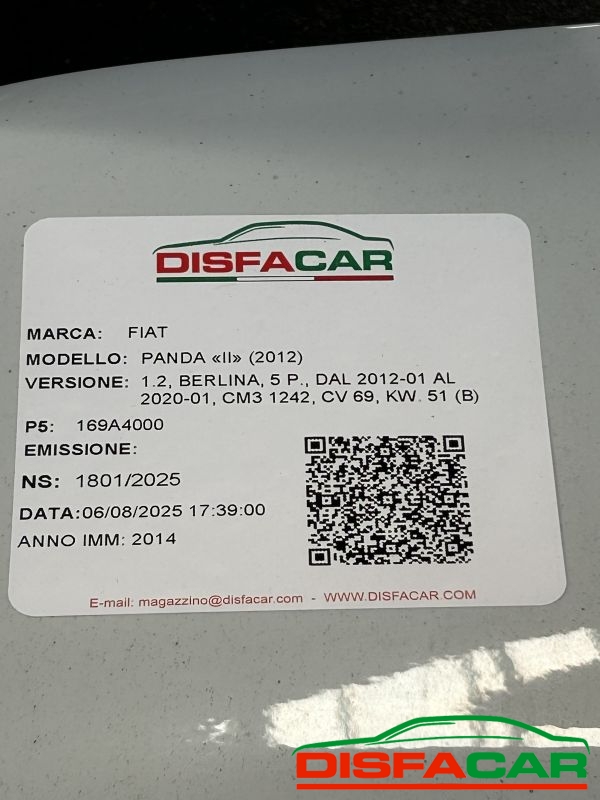 DISFACAR
MARCA: FIAT
MODELLO: PANDA «II» (2012)
VERSIONE: 1.2, BERLINA, 5 P., DAL 2012-01 AL
2020-01, CM3 1242, CV 69, KW. 51 (B)
P5: 169A4000
EMISSIONE:
NS: 1801/2025
DATA:06/08/2025 17:39:00
ANNO IMM: 2014
E-mail: magazzino@disfacar.com - WWW.DISFACAR.COM
DISFACAR